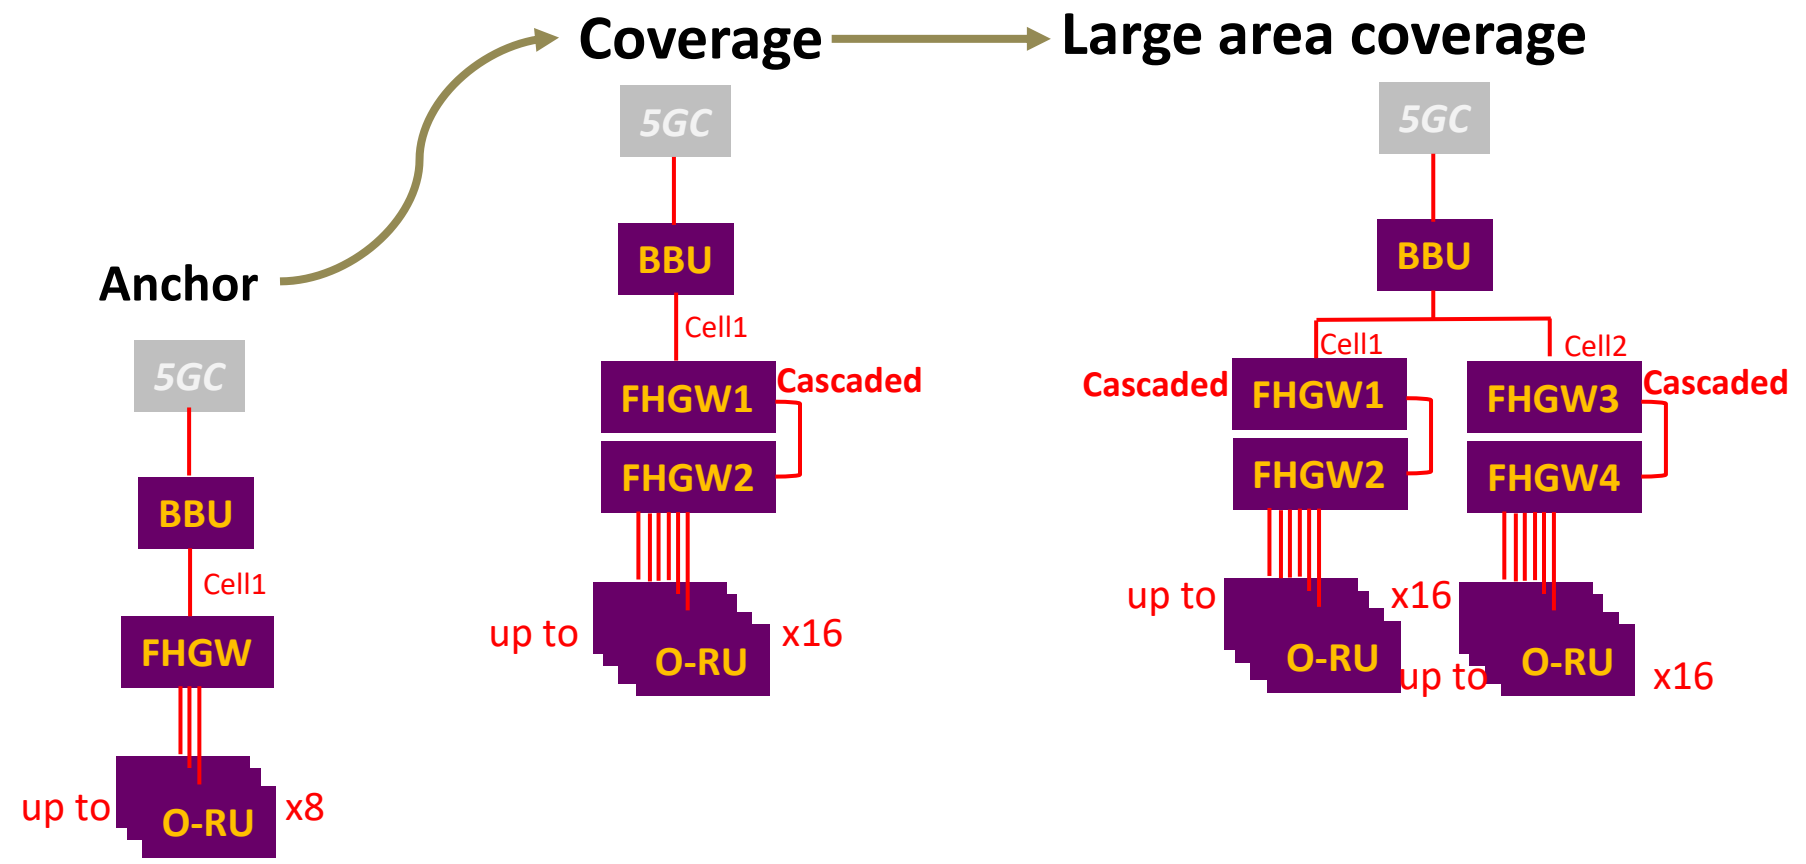 Anchor
5GC
BBU
Cell1
FHGW
up to
O-RU
x8
Coverage
5GC
BBU
Cell1
FHGW1
Cascaded
FHGW2
up to
O-RU
x16
Large area coverage
5GC
BBU
Cell1
Cell2
Cascaded
FHGW1
FHGW3
Cascaded
FHGW2
FHGW4
up to
O-RU
x16
up to
O-RU
x16